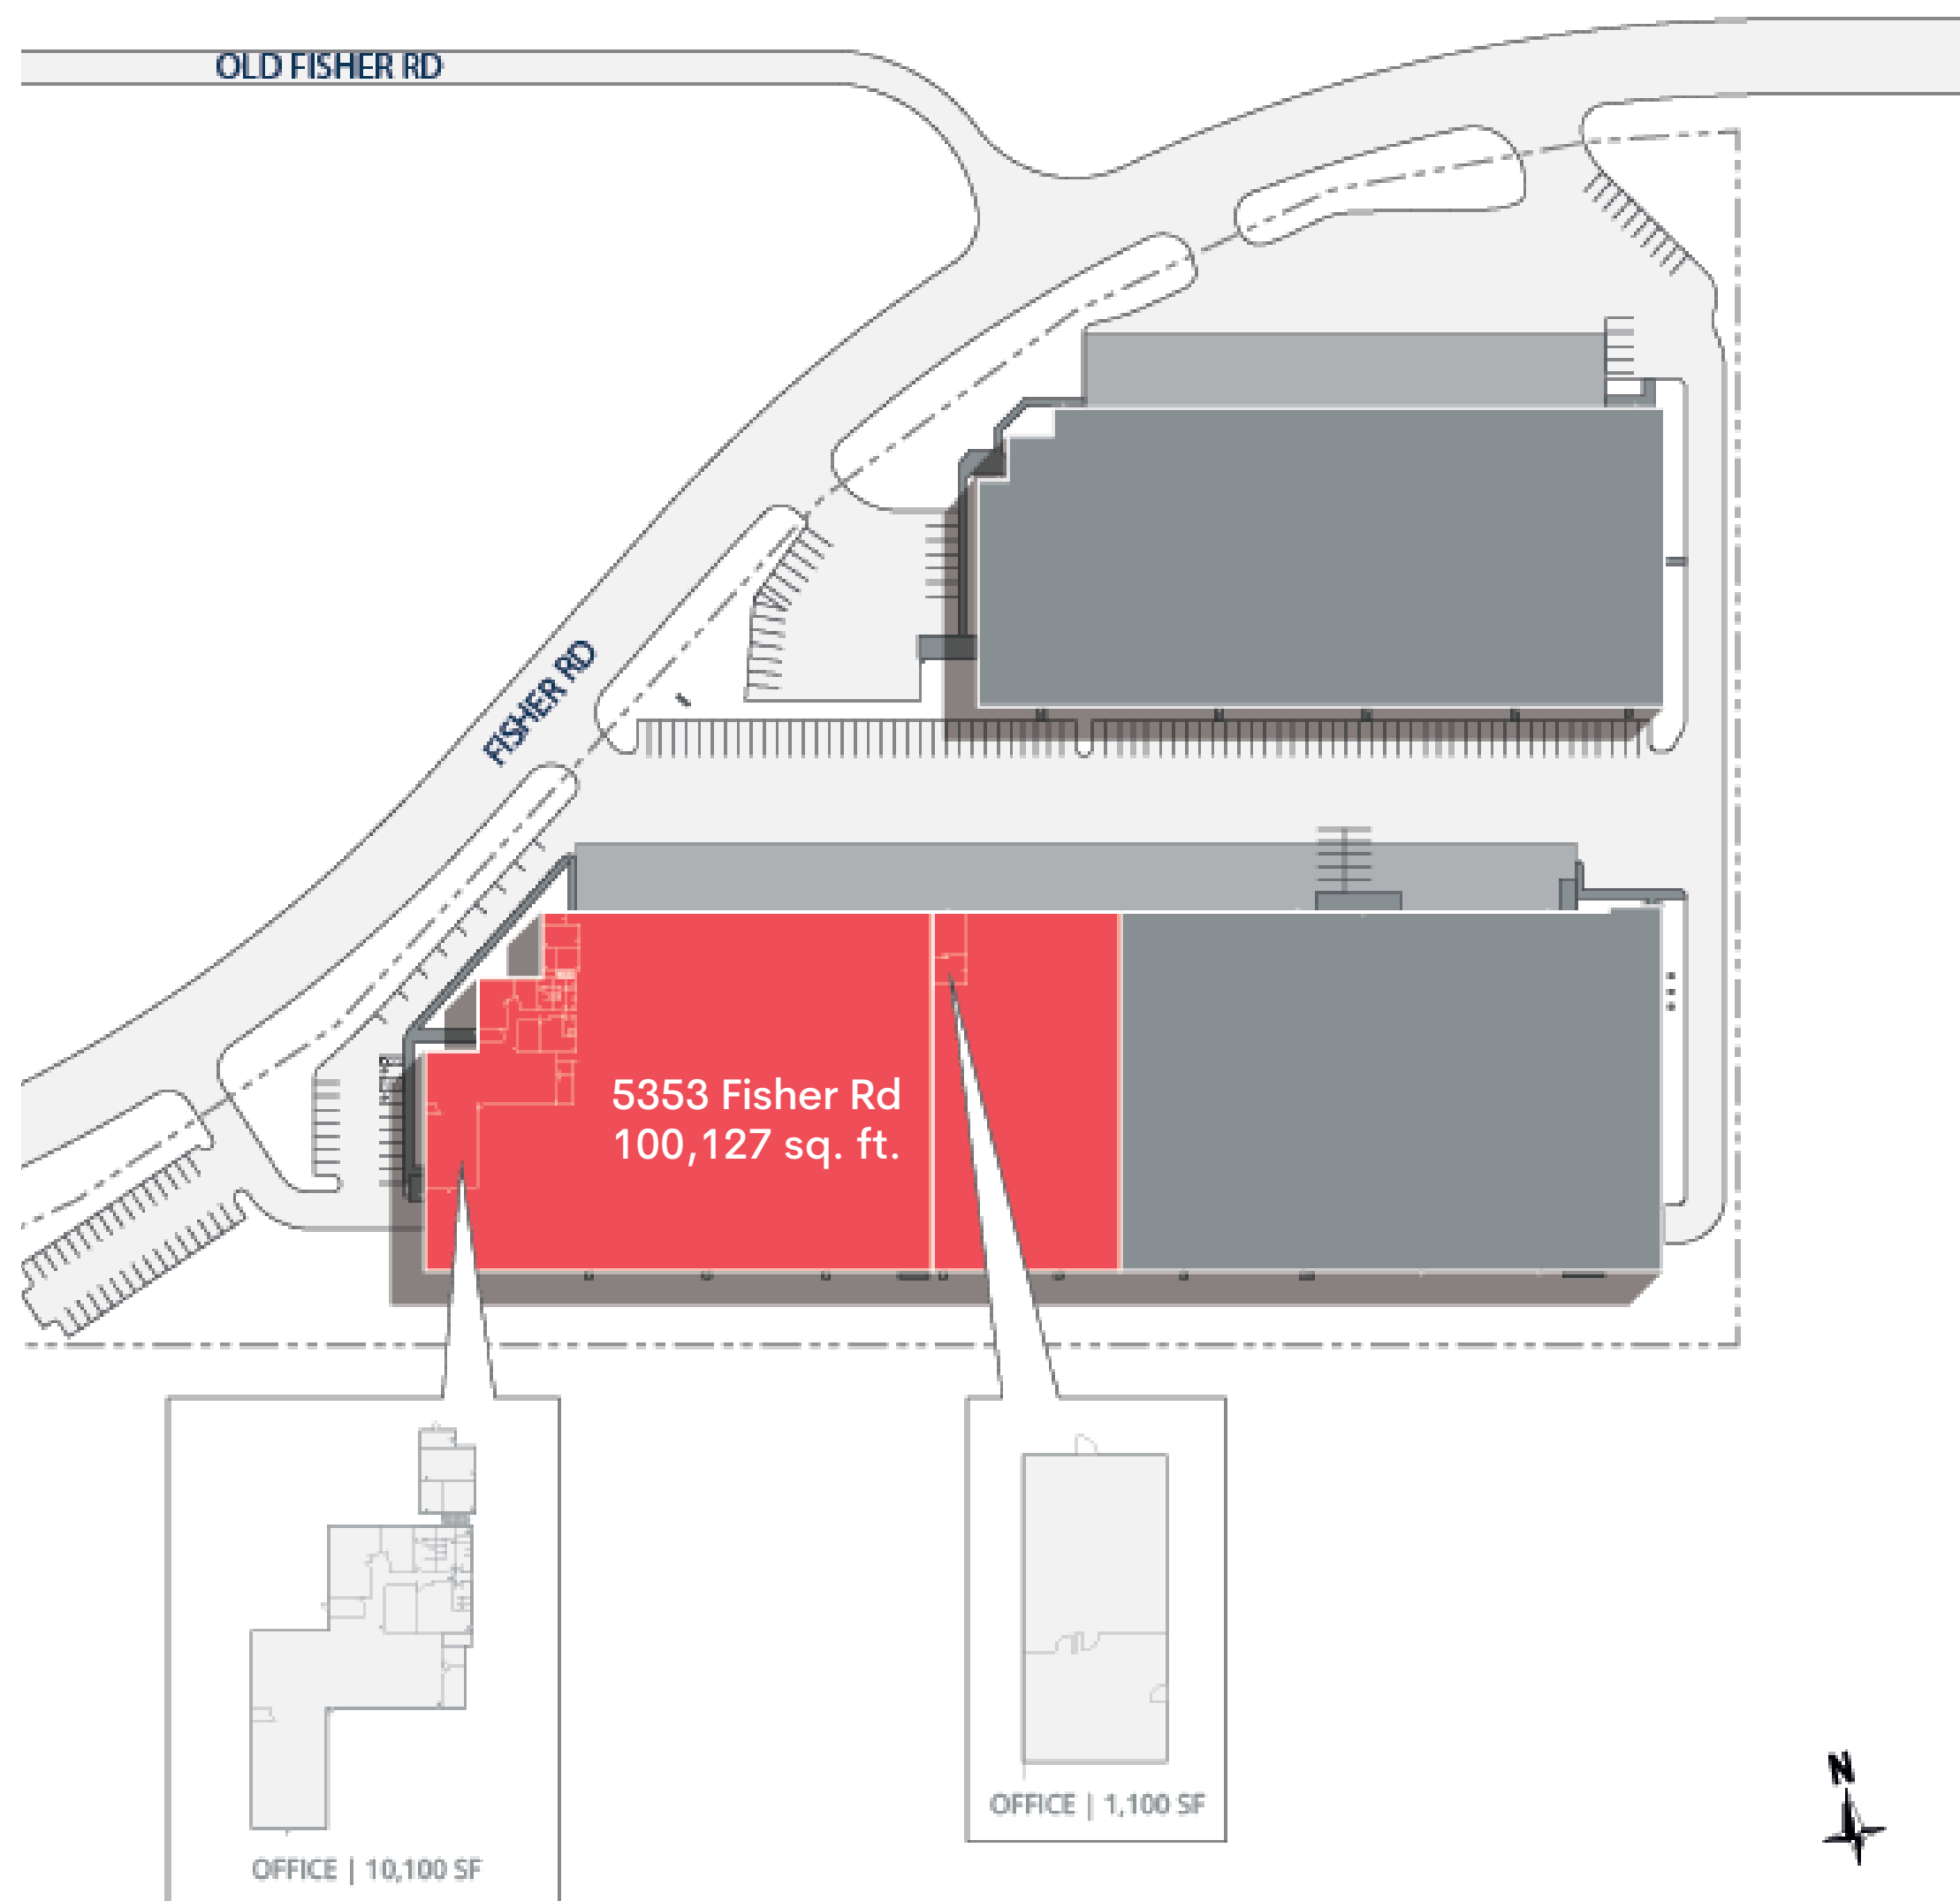 OLD FISHER RD
FISHER RD
5353 Fisher Rd
100,127 sq. ft.
OFFICE | 1,100 SF
OFFICE | 10,100 SF
N